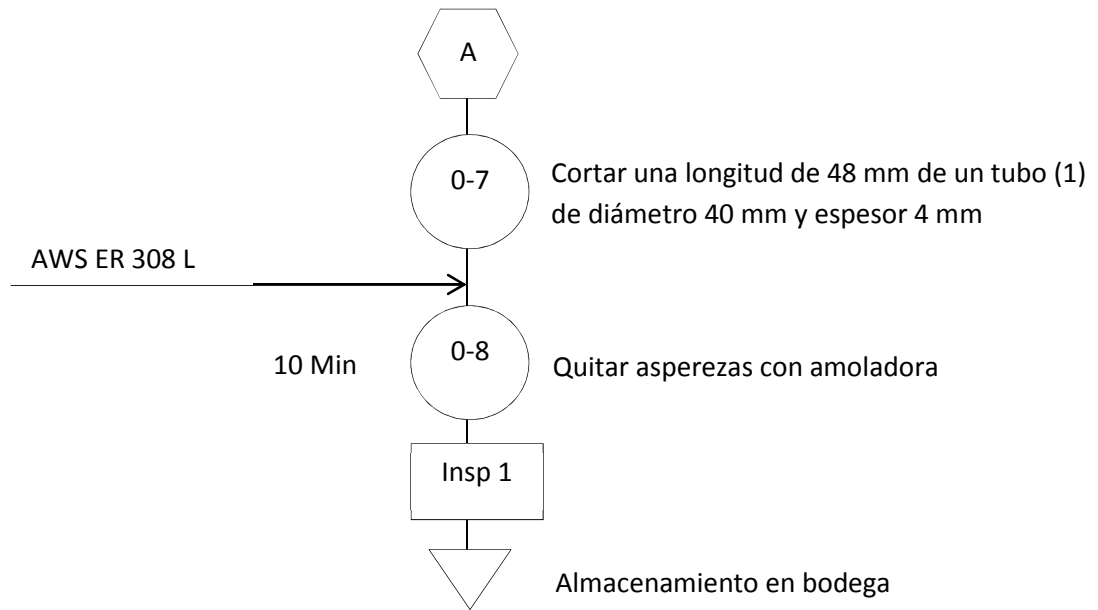 A
0-7
Cortar una longitud de 48 mm de un tubo (1)
de diámetro 40 mm y espesor 4 mm
AWS ER 308 L
10 Min
0-8
Quitar asperezas con amoladora
Insp 1
Almacenamiento en bodega